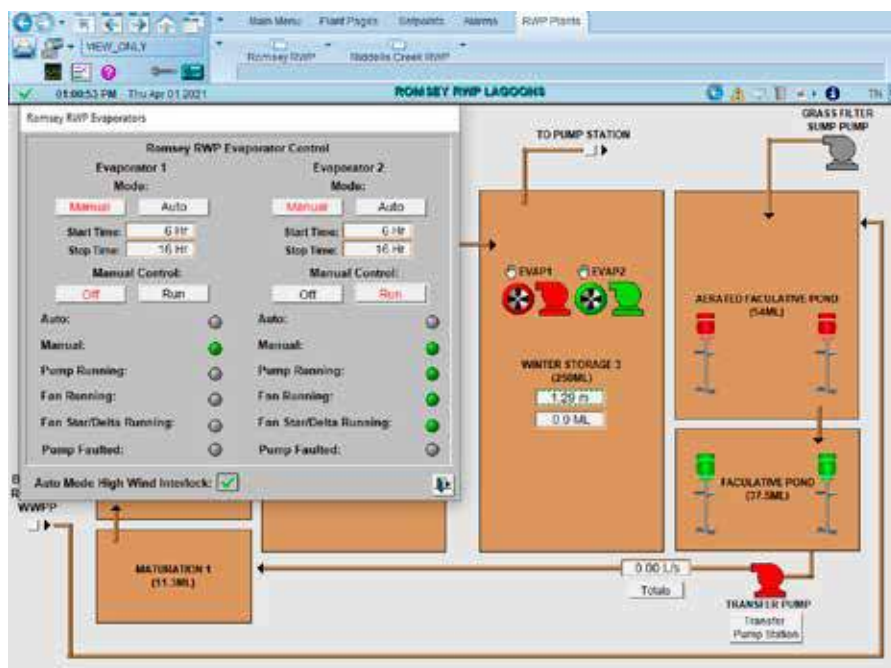 Main Menu Plant Pages Setpoints Alarms RWP Plants
VIEW_ONLY
Romsey RWP Riddells Creek RWP
01:00:53 PM Thu Apr 01 2021 ROMSEY RWP LAGOONS
Romsey RWP Evaporators
Romsey RWP Evaporator Control
Evaporator 1 Evaporator 2
Mode: Mode:
Manual Auto Manual Auto
Start Time: 6 Hr Start Time: 6 Hr
Stop Time: 16 Hr Stop Time: 16 Hr
Manual Control: Manual Control:
Off Run Off Run
Auto: Auto:
Manual: Manual:
Pump Running: Pump Running:
Fan Running: Fan Running:
Fan Star/Delta Running: Fan Star/Delta Running:
Pump Faulted: Pump Faulted:
Auto Mode High Wind Interlock:
GRASS FILTER
SUMP PUMP
TO PUMP STATION
EVAP1 EVAP2
WINTER STORAGE 3
(250ML)
1.29 m
0.0 ML
AERATED FACULATIVE POND
(54ML)
FACULATIVE POND
(37.5ML)
WWPP
MATURATION 1
(11.3ML)
0.00 L/s
Totals
TRANSFER PUMP
Transfer
Pump Station